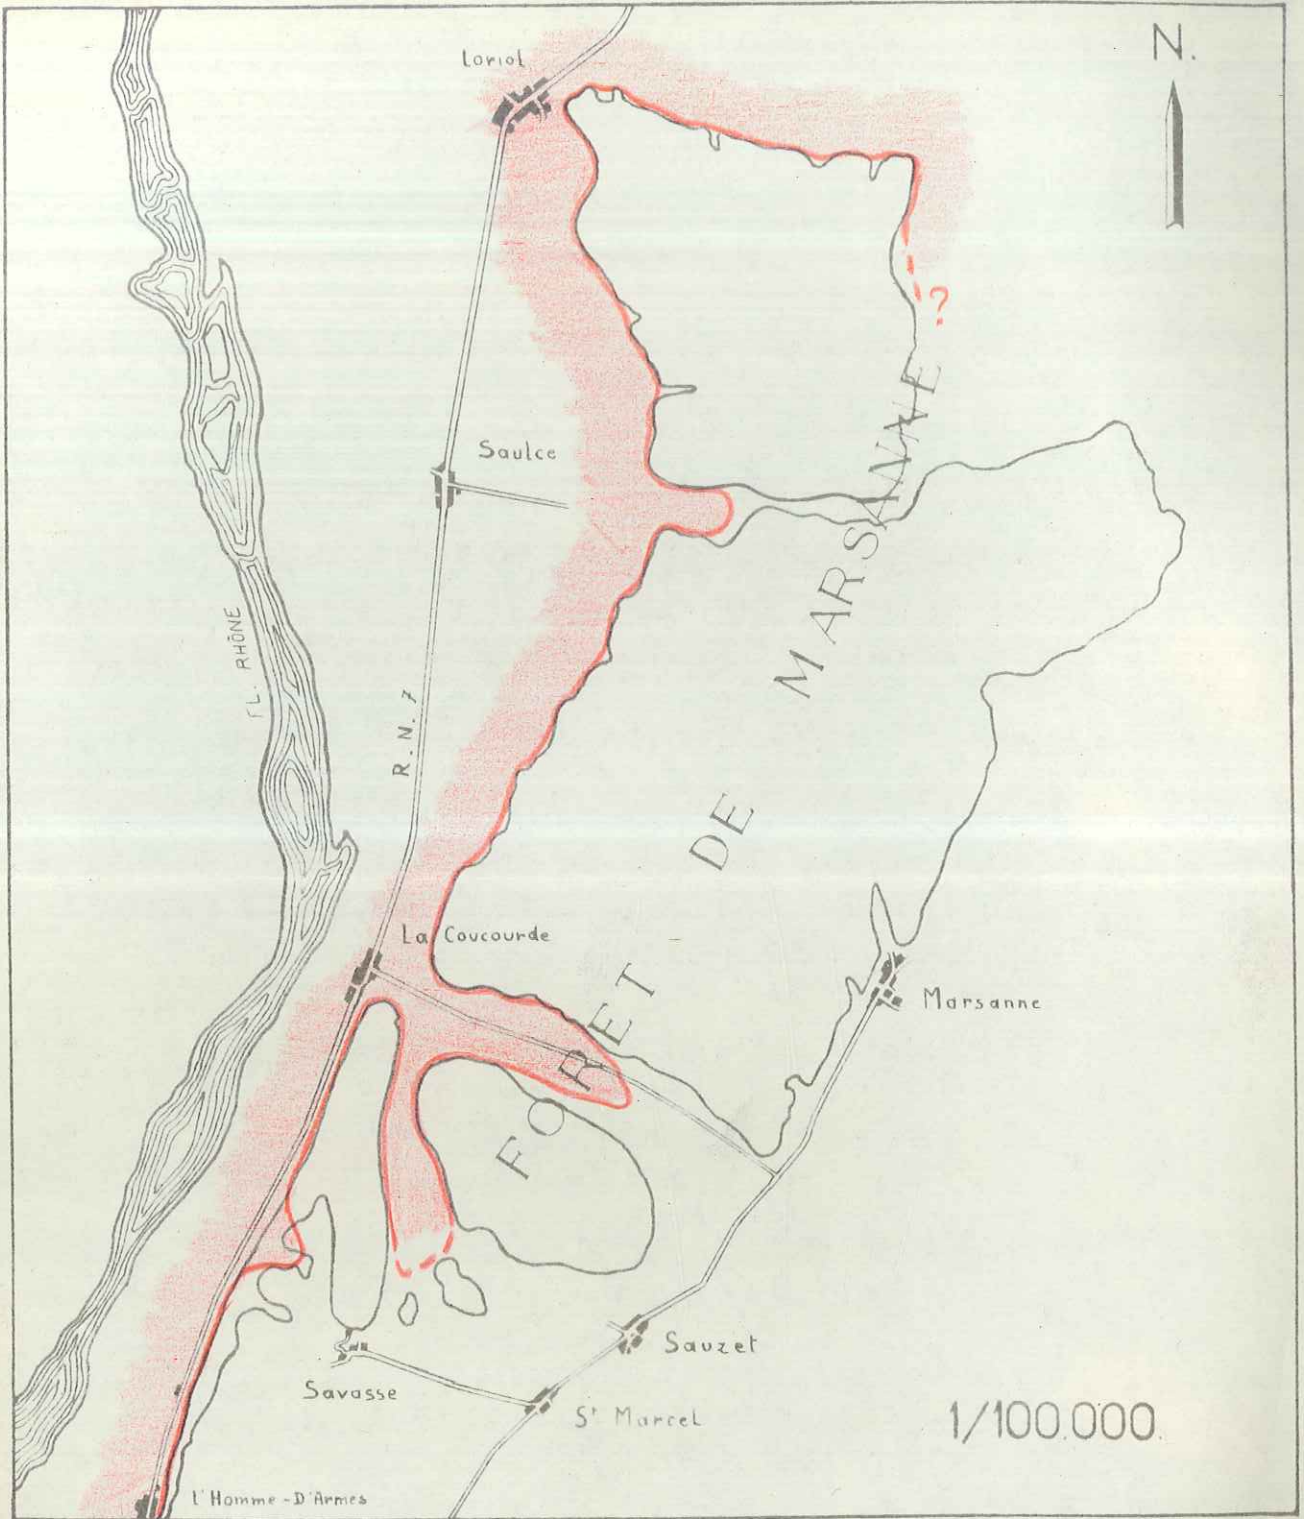 Loriol
N.
?
Saulce
FL. RHÔNE
R. N. 7
FORET DE MARSANNE
La Coucourde
Marsanne
Sauzet
Savasse
St Marcel
1/100.000.
l'Homme-D'Armes